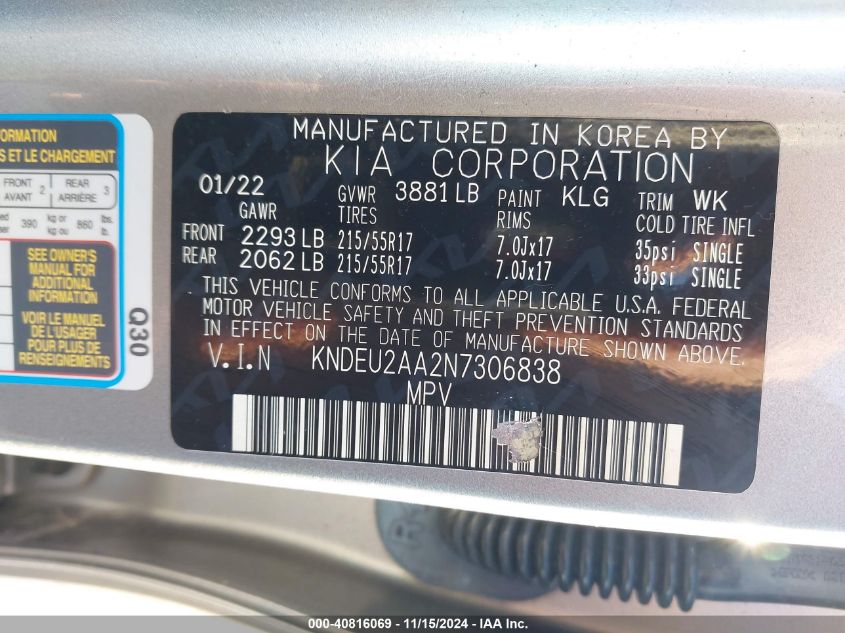 ORMATION
S ET LE CHARGEMENT
FRONT 2 REAR 3
AVANT ARRIÈRE
390 kg or 860 lbs.
kg ou lb.
SEE OWNER'S
MANUAL FOR
ADDITIONAL
INFORMATION
VOIR LE MANUEL
DE L'USAGER
POUR PLUS DE
RENSEIGNEMENTS
Q30
MANUFACTURED IN KOREA BY
KIA CORPORATION
01/22 GVWR 3881 LB PAINT KLG TRIM WK
GAWR TIRES RIMS COLD TIRE INFL
FRONT 2293 LB 215/55R17 7.0Jx17 35psi SINGLE
REAR 2062 LB 215/55R17 7.0Jx17 33psi SINGLE
THIS VEHICLE CONFORMS TO ALL APPLICABLE U.S.A. FEDERAL
MOTOR VEHICLE SAFETY AND THEFT PREVENTION STANDARDS
IN EFFECT ON THE DATE OF MANUFACTURE SHOWN ABOVE.
V.I.N KNDEU2AA2N7306838
MPV
000-40816069 - 11/15/2024 - IAA Inc.